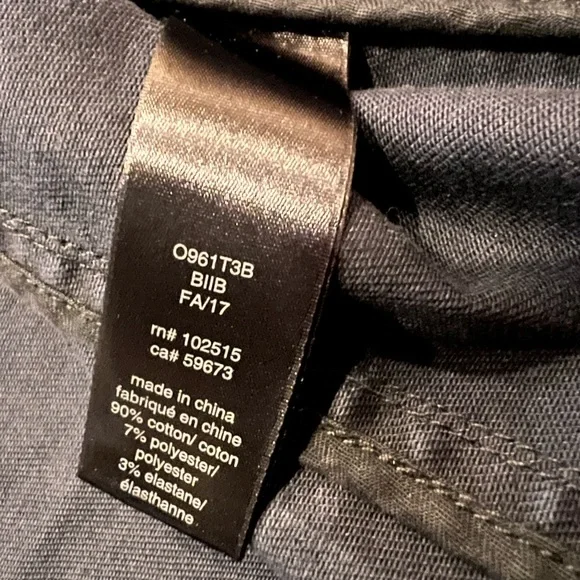 O961T3B
BIIB
FA/17
rn# 102515
ca# 59673
made in china
fabriqué en chine
90% cotton/ coton
7% polyester/
polyester
3% elastane/
élasthanne